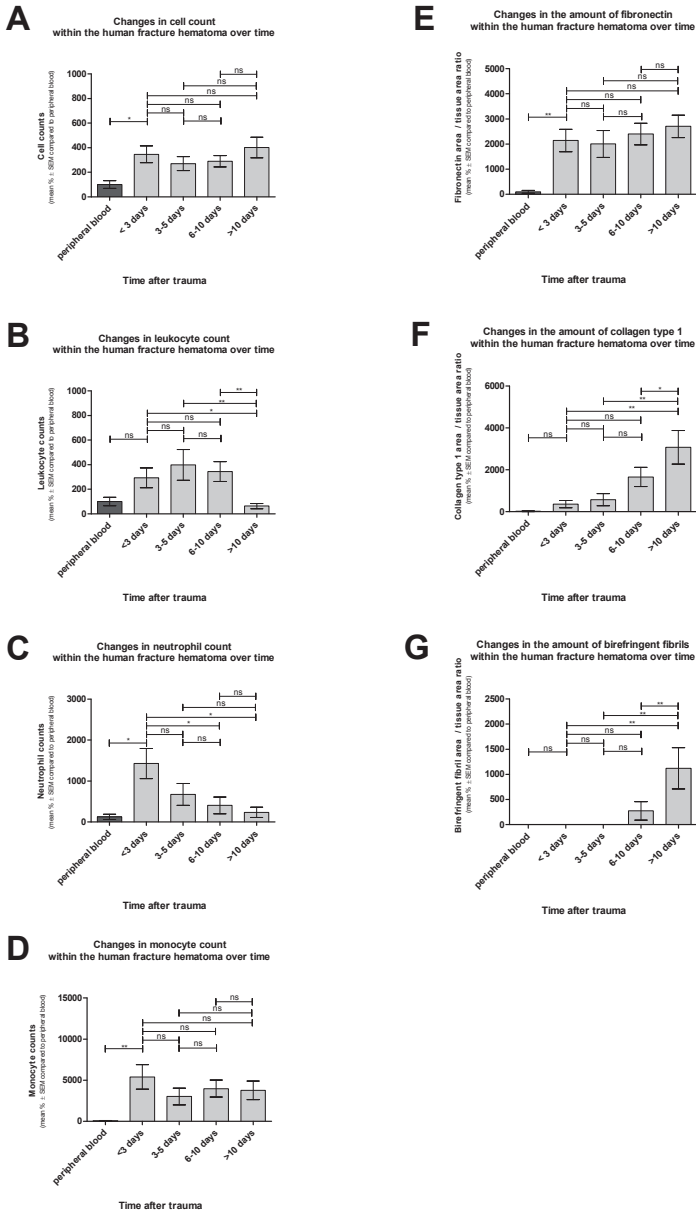 A
Changes in cell count
within the human fracture hematoma over time
Cell counts
(mean % ± SEM compared to peripheral blood)
1000
800
600
400
200
0
ns
ns
ns
ns
*
ns
ns
peripheral blood
< 3 days
3-5 days
6-10 days
>10 days
Time after trauma
B
Changes in leukocyte count
within the human fracture hematoma over time
Leukocyte counts
(mean % ± SEM compared to peripheral blood)
1000
800
600
400
200
0
**
**
*
ns
ns
ns
ns
peripheral blood
<3 days
3-5 days
6-10 days
>10 days
Time after trauma
C
Changes in neutrophil count
within the human fracture hematoma over time
Neutrophil counts
(mean % ± SEM compared to peripheral blood)
3000
2000
1000
0
ns
ns
*
*
*
ns
ns
peripheral blood
<3 days
3-5 days
6-10 days
>10 days
Time after trauma
D
Changes in monocyte count
within the human fracture hematoma over time
Monocyte counts
(mean % ± SEM compared to peripheral blood)
15000
10000
5000
0
ns
ns
ns
ns
**
ns
ns
peripheral blood
<3 days
3-5 days
6-10 days
>10 days
Time after trauma
E
Changes in the amount of fibronectin
within the human fracture hematoma over time
Fibronectin area / tissue area ratio
(mean % ± SEM compared to peripheral blood)
5000
4000
3000
2000
1000
0
ns
ns
ns
ns
**
ns
ns
peripheral blood
< 3 days
3-5 days
6-10 days
>10 days
Time after trauma
F
Changes in the amount of collagen type 1
within the human fracture hematoma over time
Collagen type 1 area / tissue area ratio
(mean % ± SEM compared to peripheral blood)
6000
4000
2000
0
*
**
**
ns
ns
ns
ns
peripheral blood
<3 days
3-5 days
6-10 days
>10 days
Time after trauma
G
Changes in the amount of birefringent fibrils
within the human fracture hematoma over time
Birefringent fibril area / tissue area ratio
(mean % ± SEM compared to peripheral blood)
2500
2000
1500
1000
500
0
**
**
**
ns
ns
ns
ns
peripheral blood
< 3 days
3-5 days
6-10 days
>10 days
Time after trauma